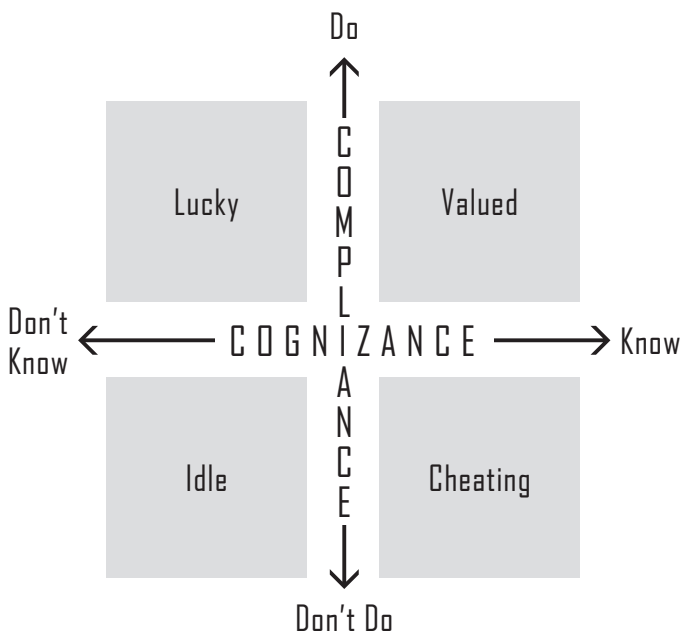 Do
COMPLIANCE
Lucky
Valued
Don't
Know
COGNIZANCE
Know
Idle
Cheating
Don't Do